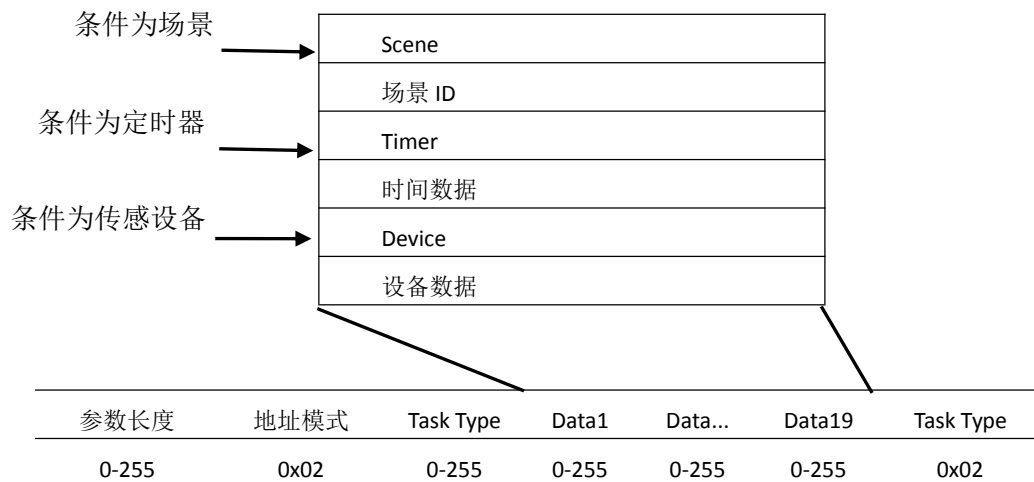 条件为场景
Scene
场景 ID
条件为定时器
Timer
时间数据
条件为传感设备
Device
设备数据
参数长度 地址模式 Task Type Data1 Data... Data19 Task Type
0-255 0x02 0-255 0-255 0-255 0-255 0x02